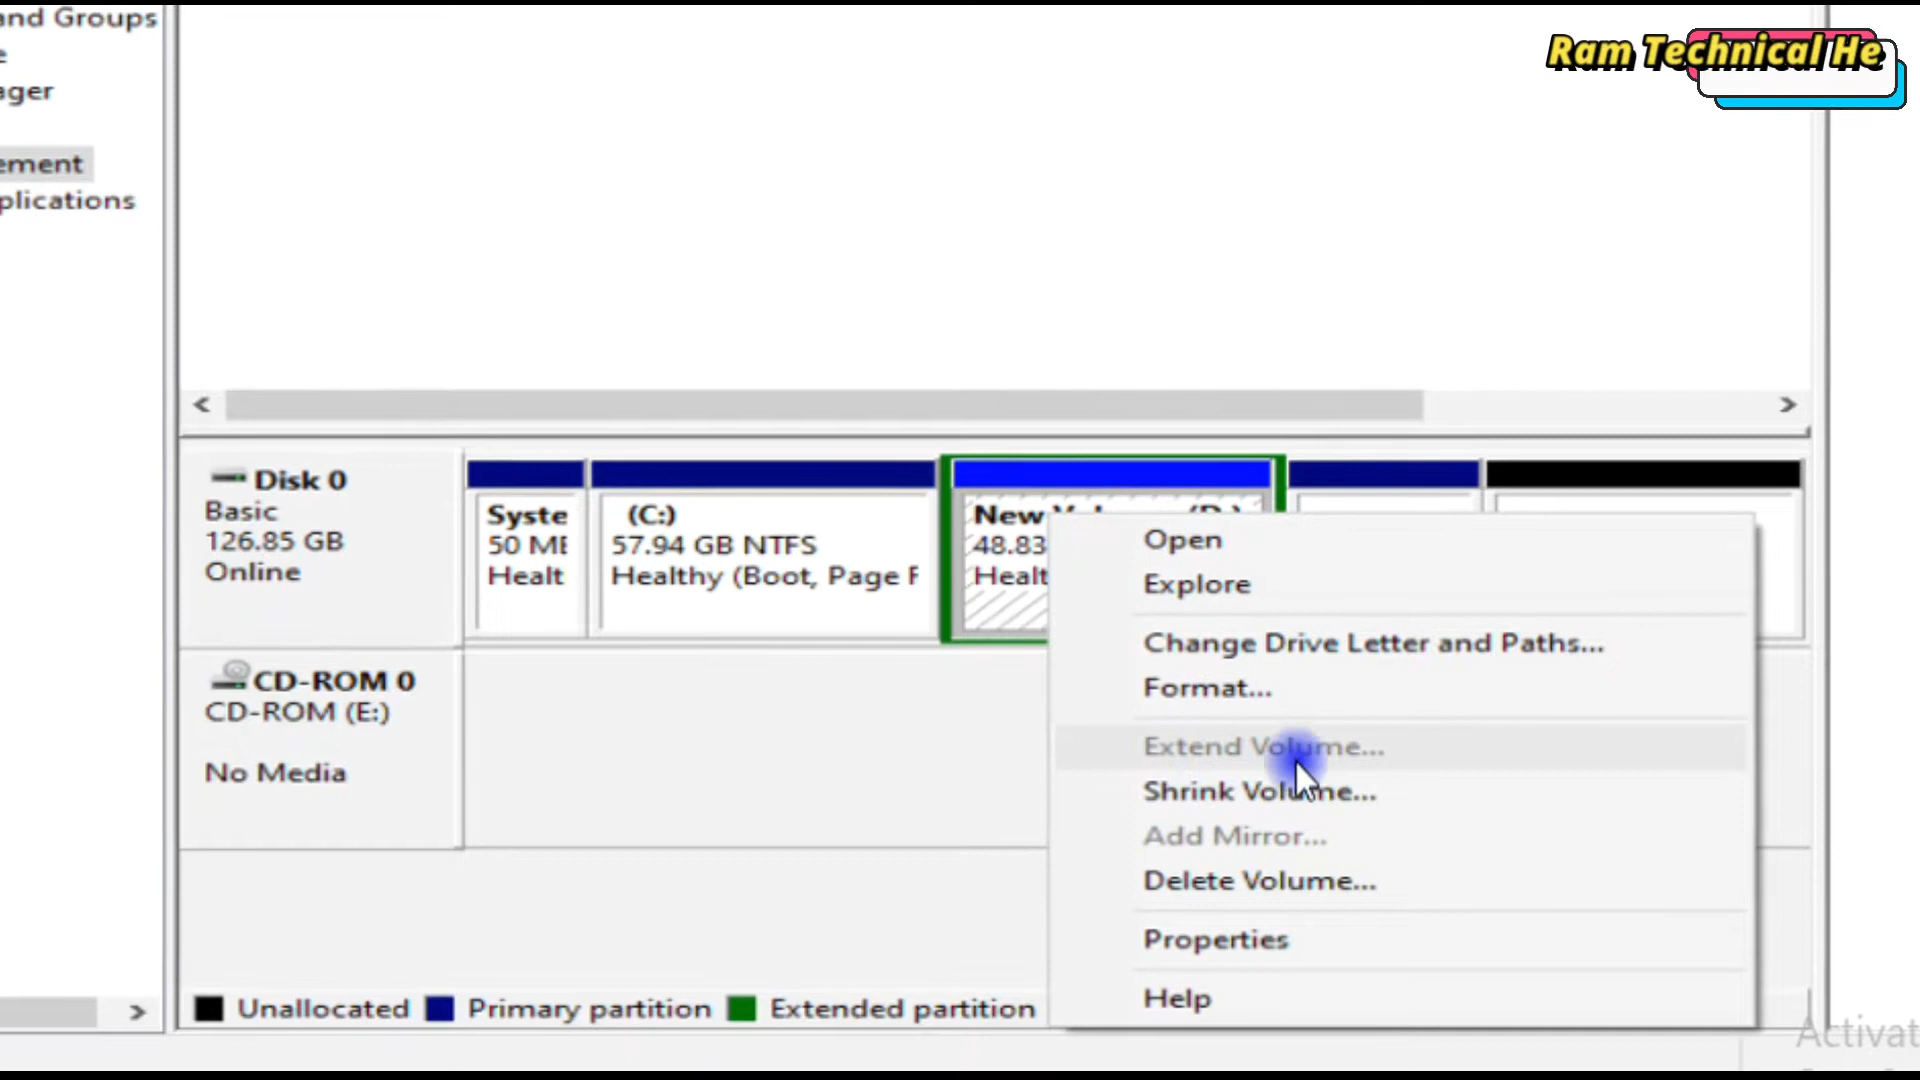 and Groups
e
ager
ement
plications
Ram Technical He
Disk 0
Basic
126.85 GB
Online
Syste
50 ME
Healt
(C:)
57.94 GB NTFS
Healthy (Boot, Page F
New
48.83
Healt
CD-ROM 0
CD-ROM (E:)
No Media
Open
Explore
Change Drive Letter and Paths...
Format...
Extend Volume...
Shrink Volume...
Add Mirror...
Delete Volume...
Properties
Help
Unallocated
Primary partition
Extended partition
Activat